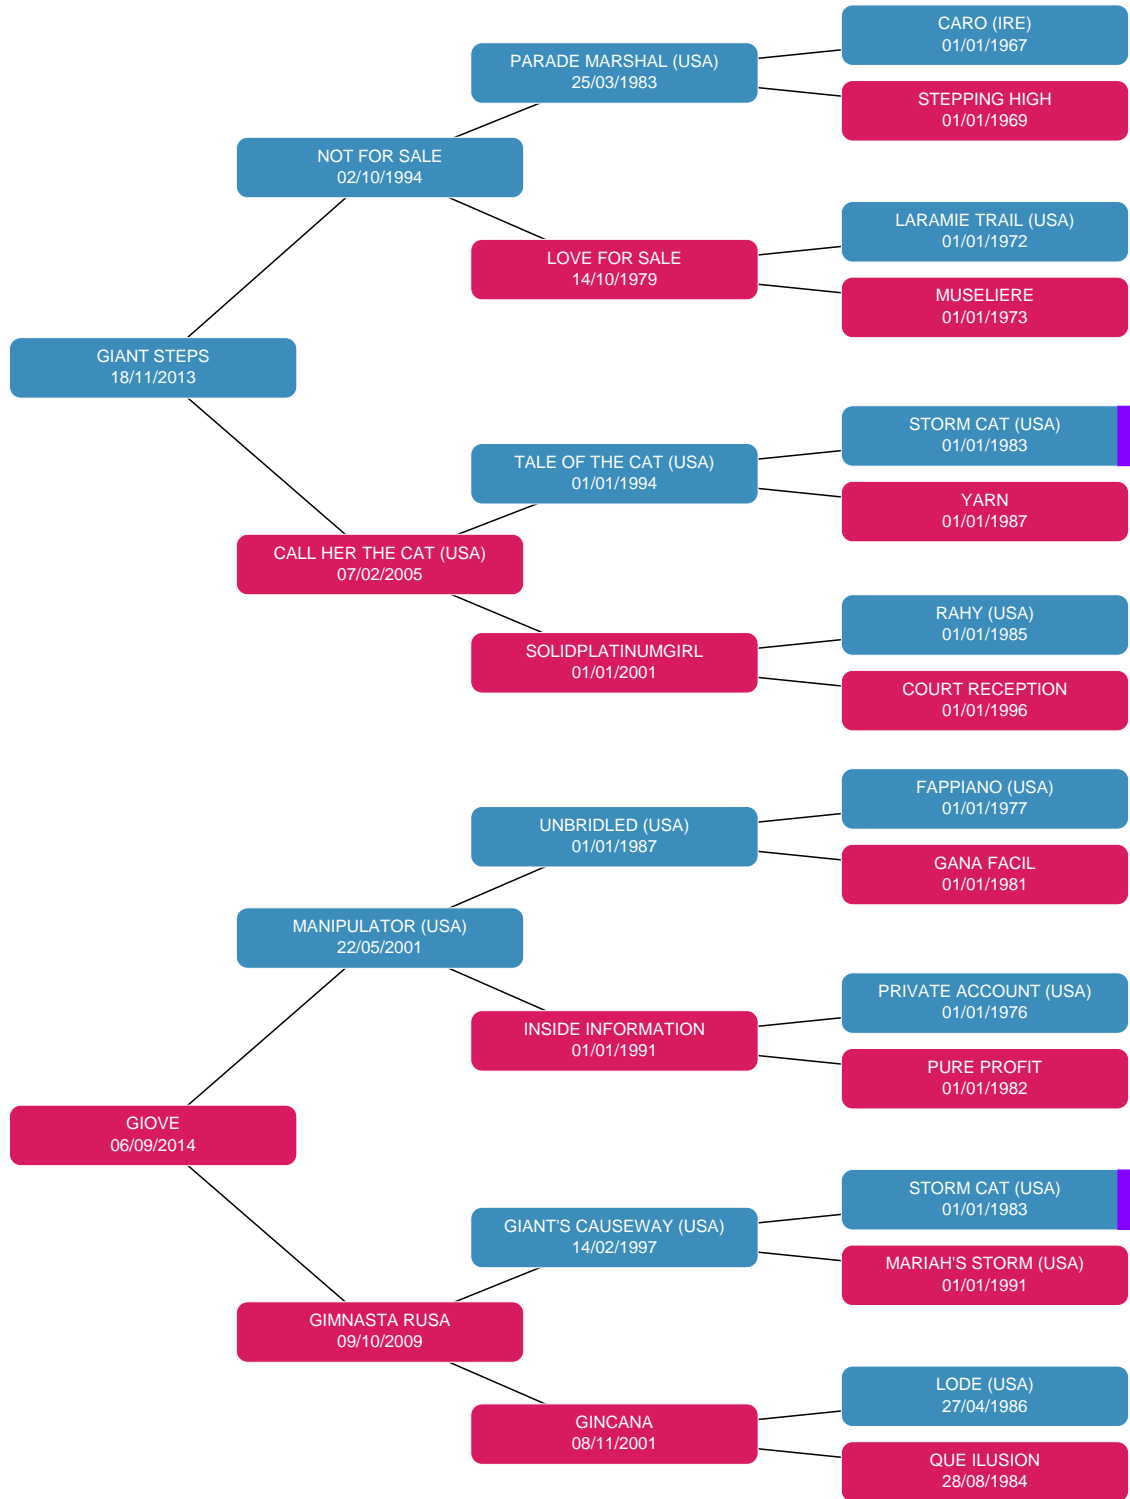 CARO (IRE)
01/01/1967
PARADE MARSHAL (USA)
25/03/1983
STEPPING HIGH
01/01/1969
NOT FOR SALE
02/10/1994
LARAMIE TRAIL (USA)
01/01/1972
LOVE FOR SALE
14/10/1979
MUSELIERE
01/01/1973
GIANT STEPS
18/11/2013
STORM CAT (USA)
01/01/1983
TALE OF THE CAT (USA)
01/01/1994
YARN
01/01/1987
CALL HER THE CAT (USA)
07/02/2005
RAHY (USA)
01/01/1985
SOLIDPLATINUMGIRL
01/01/2001
COURT RECEPTION
01/01/1996
FAPPIANO (USA)
01/01/1977
UNBRIDLED (USA)
01/01/1987
GANA FACIL
01/01/1981
MANIPULATOR (USA)
22/05/2001
PRIVATE ACCOUNT (USA)
01/01/1976
INSIDE INFORMATION
01/01/1991
PURE PROFIT
01/01/1982
GIOVE
06/09/2014
STORM CAT (USA)
01/01/1983
GIANT'S CAUSEWAY (USA)
14/02/1997
MARIAH'S STORM (USA)
01/01/1991
GIMNASTA RUSA
09/10/2009
LODE (USA)
27/04/1986
GINCANA
08/11/2001
QUE ILUSION
28/08/1984